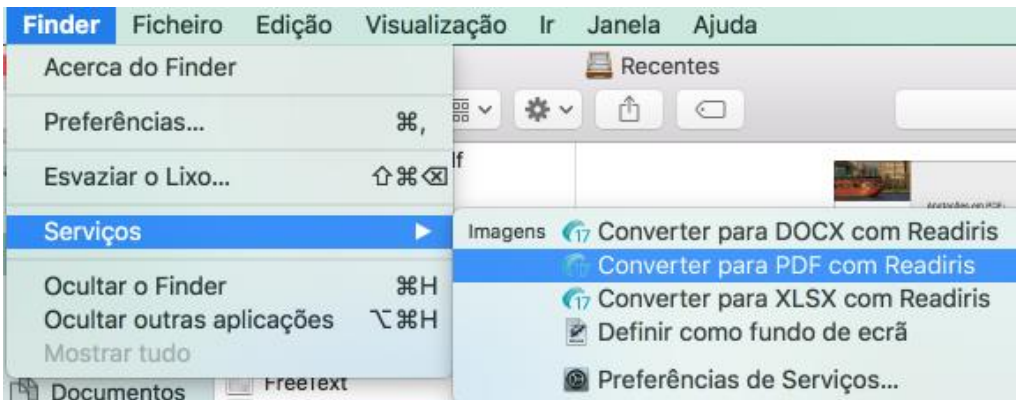 Finder Ficheiro Edição Visualização Ir Janela Ajuda
Acerca do Finder
Recentes
Preferências... ⌘,
Esvaziar o Lixo... ⇧⌘⌫
Serviços ▶
Imagens 17 Converter para DOCX com Readiris
Converter para PDF com Readiris
17 Converter para XLSX com Readiris
Definir como fundo de ecrã
Preferências de Serviços...
Ocultar o Finder ⌘H
Ocultar outras aplicações ⌥⌘H
Mostrar tudo
Documentos
FreeText